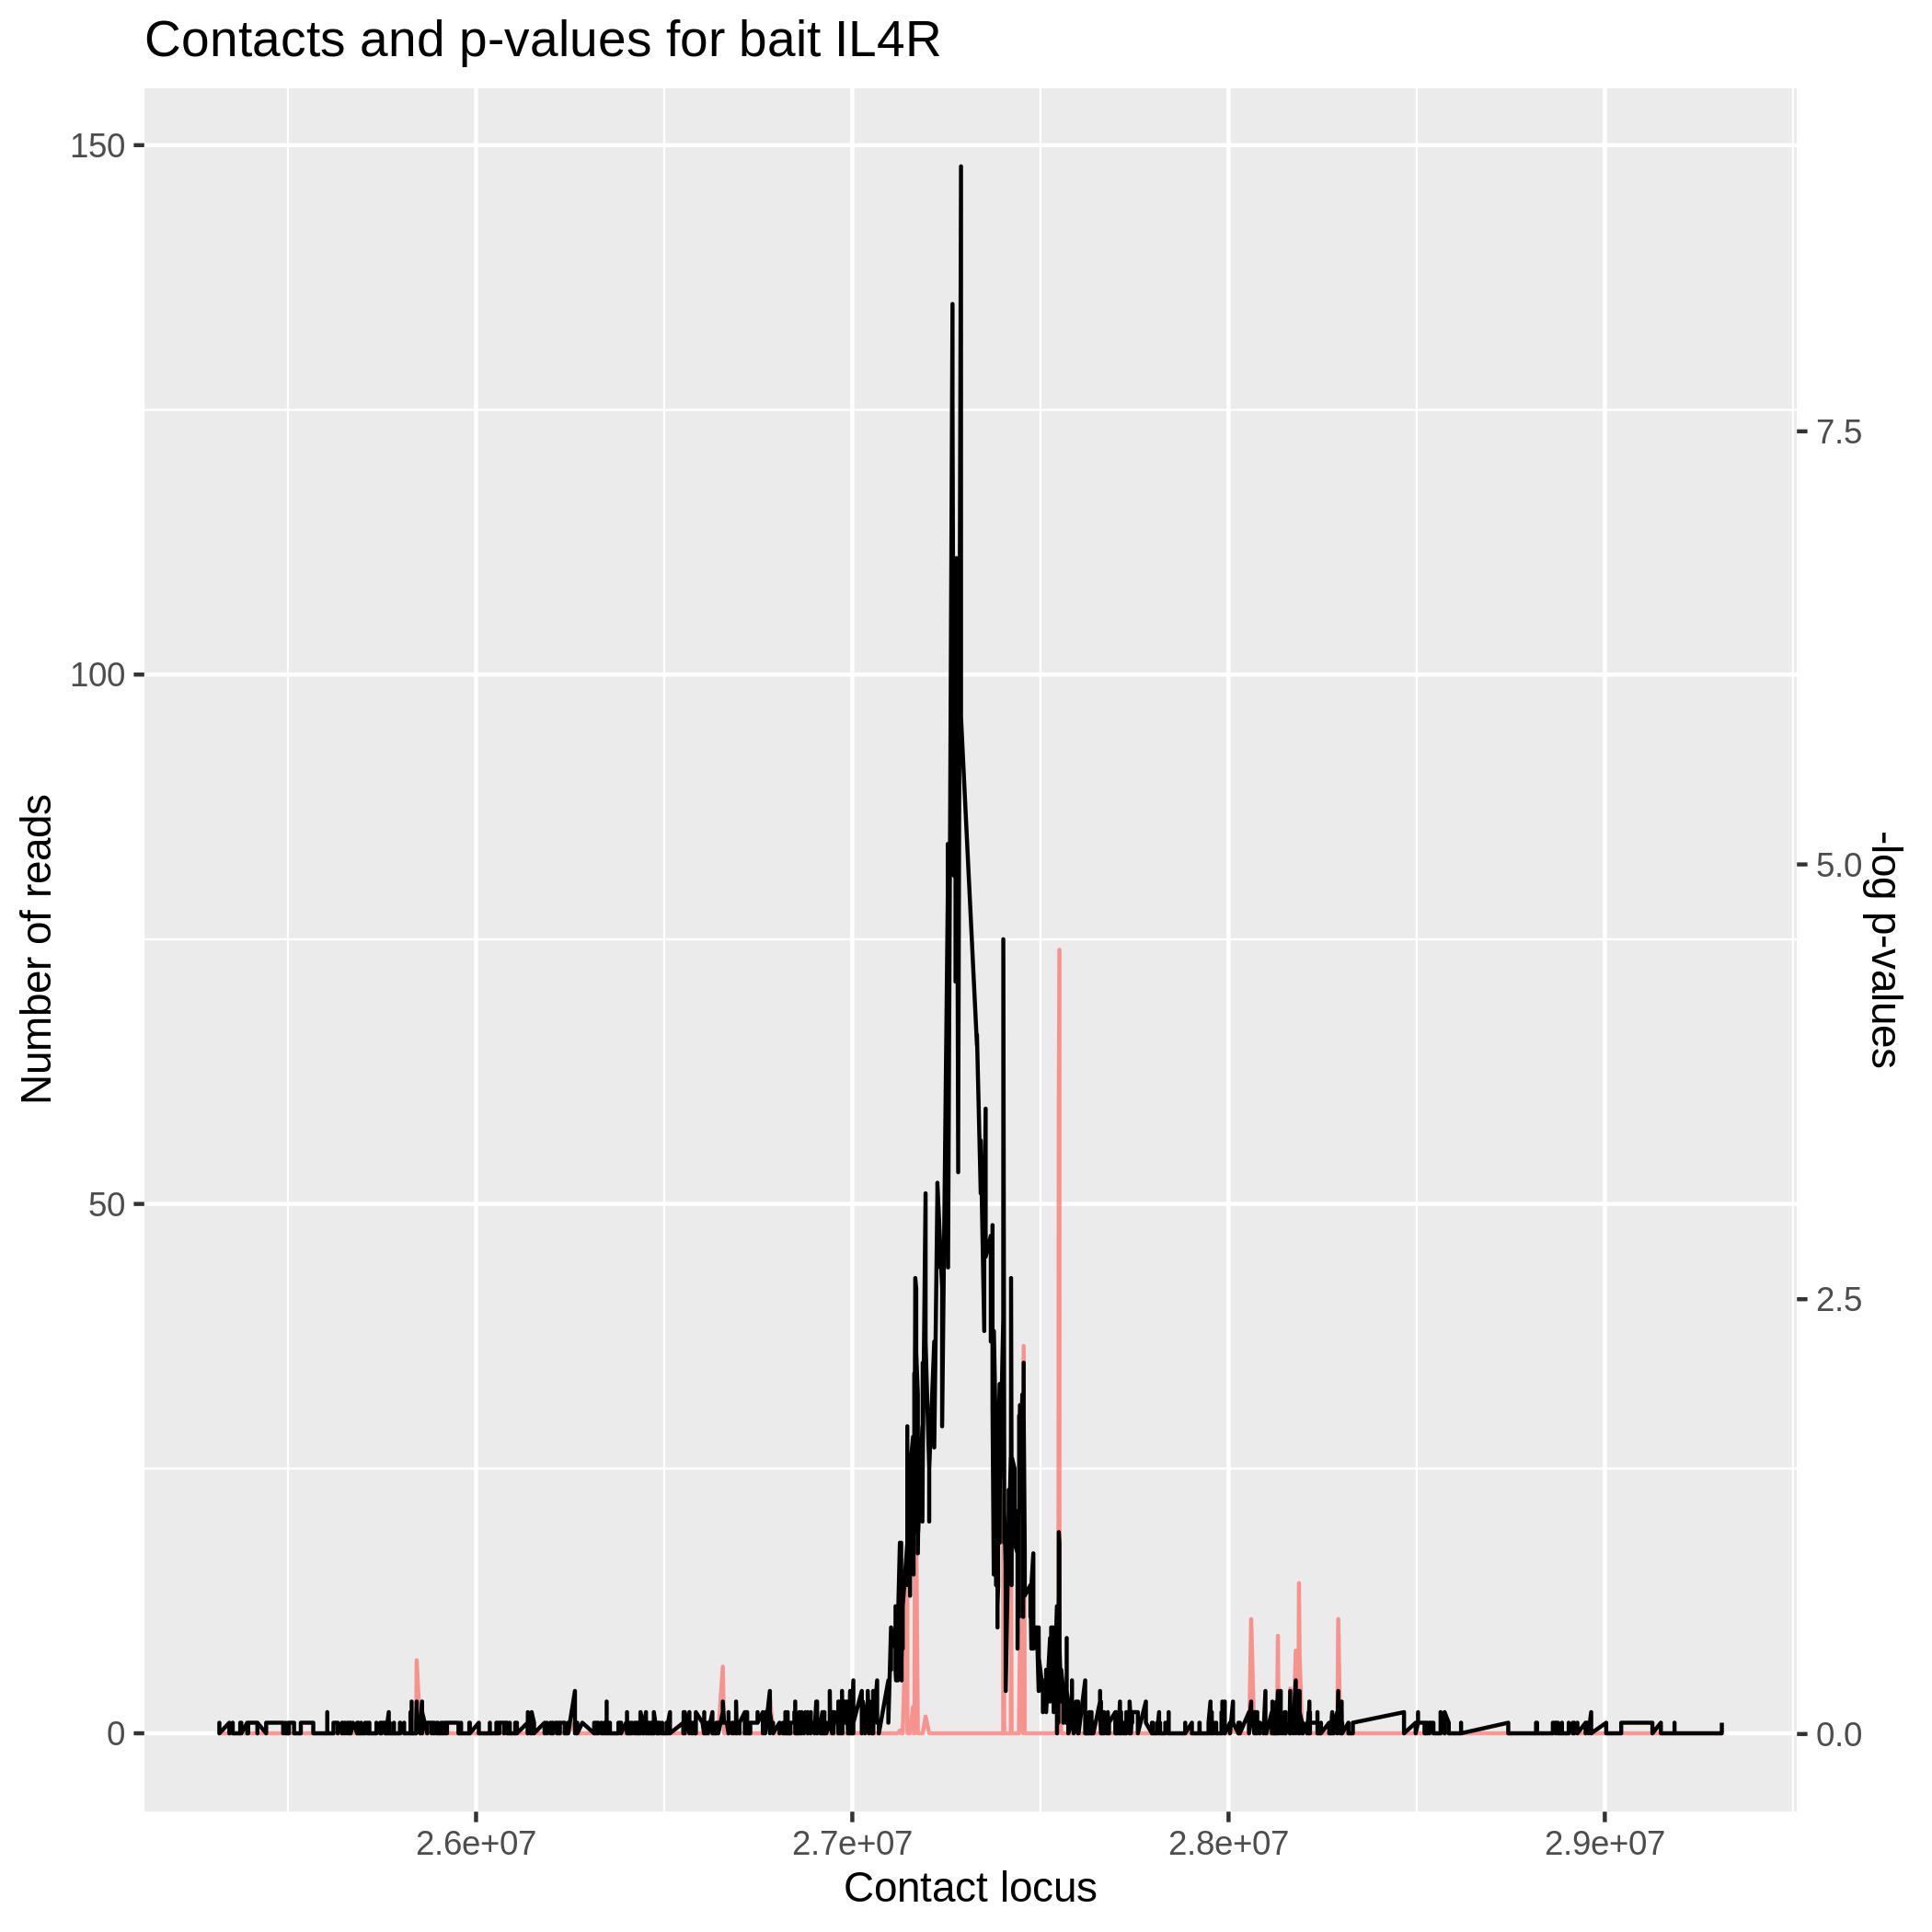 Contacts and p-values for bait IL4R
150
100
50
0
Number of reads
7.5
5.0
2.5
0.0
-log p-values
2.6e+07
2.7e+07
2.8e+07
2.9e+07
Contact locus